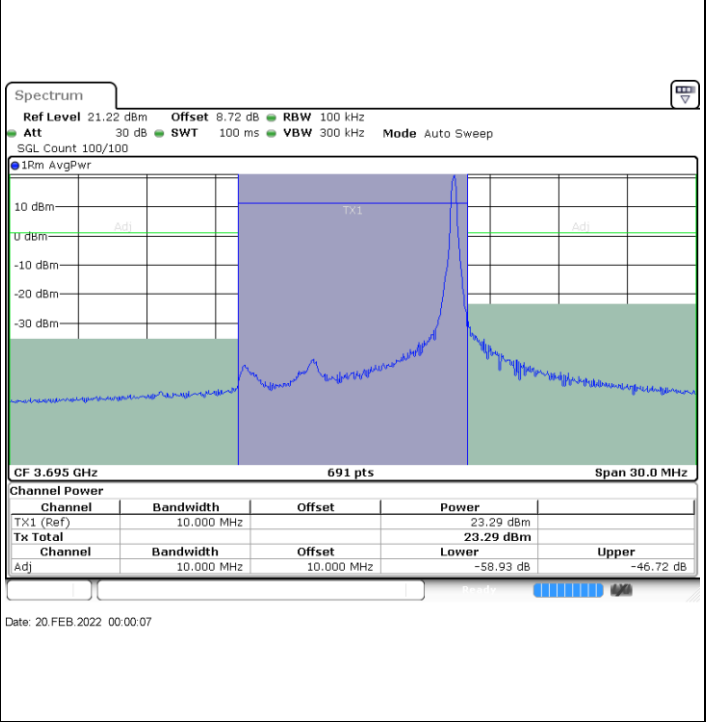 Spectrum
Ref Level 21.22 dBm Offset 8.72 dB RBW 100 kHz
Att 30 dB SWT 100 ms VBW 300 kHz Mode Auto Sweep
SGL Count 100/100
1Rm AvgPwr
10 dBm
TX1
Adj
Adj
0 dBm
-10 dBm
-20 dBm
-30 dBm
CF 3.695 GHz 691 pts Span 30.0 MHz
Channel Power
Channel Bandwidth Offset Power
TX1 (Ref) 10.000 MHz 23.29 dBm
Tx Total 23.29 dBm
Channel Bandwidth Offset Lower Upper
Adj 10.000 MHz 10.000 MHz -58.93 dB -46.72 dB
Ready
Date: 20.FEB.2022 00:00:07